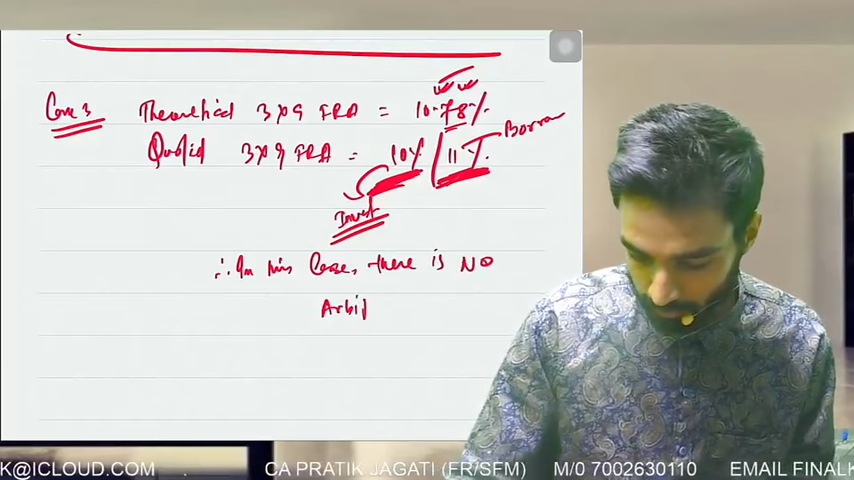 Case 3 Theoretical 3X9 FRA = 10.78%
Quoted 3X9 FRA = 10% / 11%. Borrow
Invest
∴ In this Case, there is NO
Arbit
K@ICLOUD.COM CA PRATIK JAGATI (FR/SFM) M/0 7002630110 EMAIL FINALK